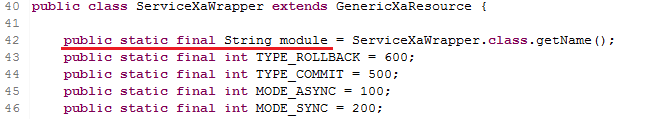 40 public class ServiceXaWrapper extends GenericXaResource {
41
42     public static final String module = ServiceXaWrapper.class.getName();
43     public static final int TYPE_ROLLBACK = 600;
44     public static final int TYPE_COMMIT = 500;
45     public static final int MODE_ASYNC = 100;
46     public static final int MODE_SYNC = 200;